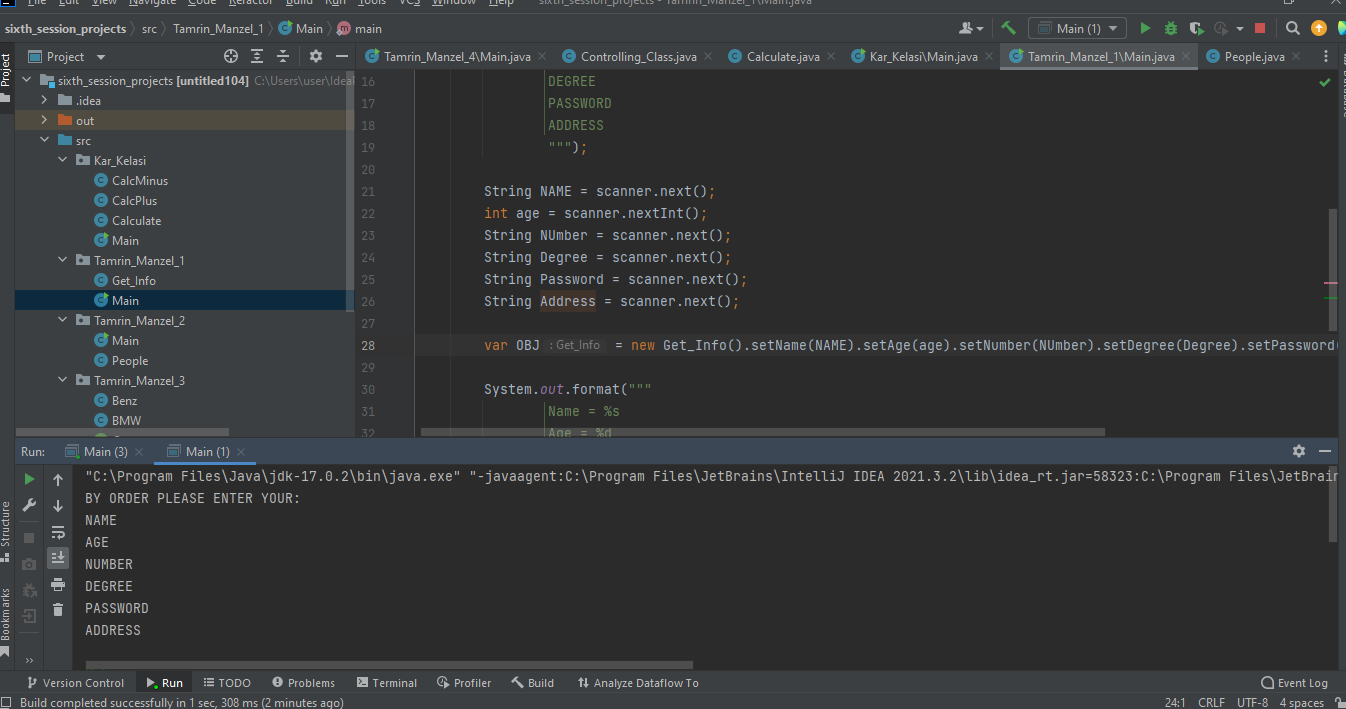 File Edit View Navigate Code Refactor Build Run Tools VCS Window Help sixth_session_projects - Tamrin_Manzel_1\Main.java
sixth_session_projects src Tamrin_Manzel_1 Main main
Main (1)
Project
Tamrin_Manzel_4\Main.java Controlling_Class.java Calculate.java Kar_Kelasi\Main.java Tamrin_Manzel_1\Main.java People.java
Project
sixth_session_projects [untitled104] C:\Users\user\Idea
.idea
out
src
Kar_Kelasi
CalcMinus
CalcPlus
Calculate
Main
Tamrin_Manzel_1
Get_Info
Main
Tamrin_Manzel_2
Main
People
Tamrin_Manzel_3
Benz
BMW
16 DEGREE
17 PASSWORD
18 ADDRESS
19 """);
20
21 String NAME = scanner.next();
22 int age = scanner.nextInt();
23 String NUmber = scanner.next();
24 String Degree = scanner.next();
25 String Password = scanner.next();
26 String Address = scanner.next();
27
28 var OBJ : Get_Info = new Get_Info().setName(NAME).setAge(age).setNumber(NUmber).setDegree(Degree).setPassword(
29
30 System.out.format("""
31 Name = %s
32 Age = %d
Run: Main (3) Main (1)
"C:\Program Files\Java\jdk-17.0.2\bin\java.exe" "-javaagent:C:\Program Files\JetBrains\IntelliJ IDEA 2021.3.2\lib\idea_rt.jar=58323:C:\Program Files\JetBrain
BY ORDER PLEASE ENTER YOUR:
NAME
AGE
NUMBER
DEGREE
PASSWORD
ADDRESS
Structure
Bookmarks
Version Control Run TODO Problems Terminal Profiler Build Analyze Dataflow To Event Log
Build completed successfully in 1 sec, 308 ms (2 minutes ago) 24:1 CRLF UTF-8 4 spaces